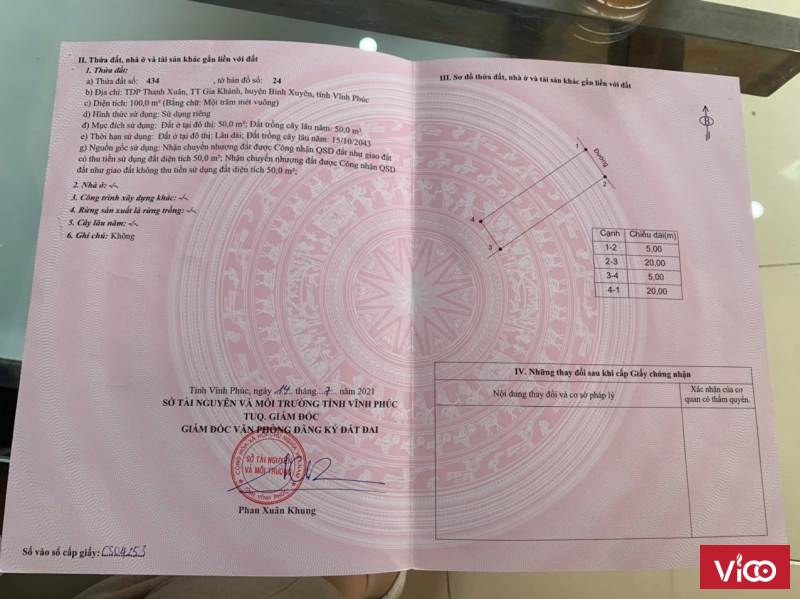 II. Thửa đất, nhà ở và tài sản khác gắn liền với đất
1. Thửa đất:
a) Thửa đất số: 434 , tờ bản đồ số: 24
b) Địa chỉ: TDP Thanh Xuân, TT Gia Khánh, huyện Bình Xuyên, tỉnh Vĩnh Phúc
c) Diện tích: 100,0 m² (Bằng chữ: Một trăm mét vuông)
d) Hình thức sử dụng: Sử dụng riêng
đ) Mục đích sử dụng: Đất ở tại đô thị: 50,0 m²; Đất trồng cây lâu năm: 50,0 m²
e) Thời hạn sử dụng: Đất ở tại đô thị: Lâu dài; Đất trồng cây lâu năm: 15/10/2043
g) Nguồn gốc sử dụng: Nhận chuyển nhượng đất được Công nhận QSD đất như giao đất
có thu tiền sử dụng đất diện tích 50,0 m²; Nhận chuyển nhượng đất được Công nhận QSD
đất như giao đất không thu tiền sử dụng đất diện tích 50,0 m²;
2. Nhà ở: -/-
3. Công trình xây dựng khác: -/-
4. Rừng sản xuất là rừng trồng: -/-
5. Cây lâu năm: -/-
6. Ghi chú: Không
Tỉnh Vĩnh Phúc, ngày 14 tháng 7 năm 2021
SỞ TÀI NGUYÊN VÀ MÔI TRƯỜNG TỈNH VĨNH PHÚC
TUQ. GIÁM ĐỐC
GIÁM ĐỐC VĂN PHÒNG ĐĂNG KÝ ĐẤT ĐAI
SỞ TÀI NGUYÊN
VÀ MÔI TRƯỜNG
TỈNH VĨNH PHÚC
Phan Xuân Khung
Số vào sổ cấp giấy: CS04153
III. Sơ đồ thửa đất, nhà ở và tài sản khác gắn liền với đất
1
Đường
2
4
3
Cạnh Chiều dài(m)
1-2 5,00
2-3 20,00
3-4 5,00
4-1 20,00
IV. Những thay đổi sau khi cấp Giấy chứng nhận
Nội dung thay đổi và cơ sở pháp lý
Xác nhận của cơ
quan có thẩm quyền
VICO